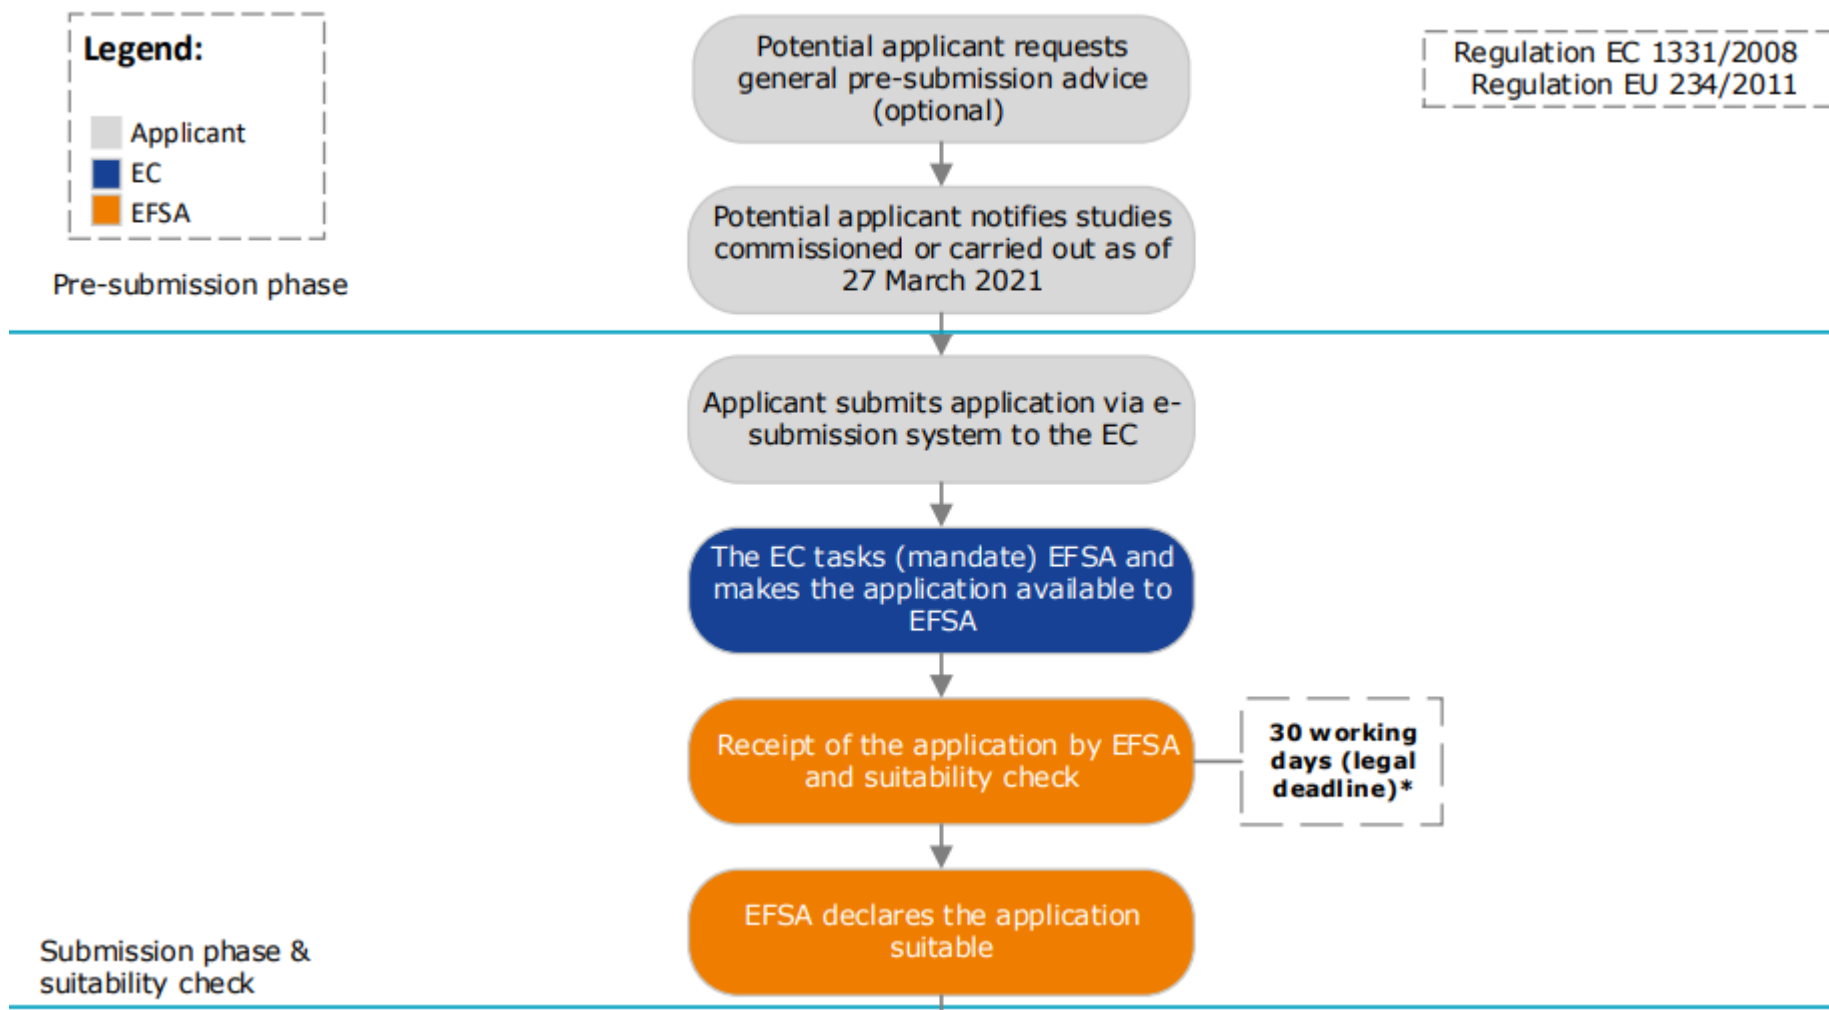 Legend:
Applicant
EC
EFSA
Potential applicant requests
general pre-submission advice
(optional)
Regulation EC 1331/2008
Regulation EU 234/2011
Potential applicant notifies studies
commissioned or carried out as of
27 March 2021
Pre-submission phase
Applicant submits application via e-
submission system to the EC
The EC tasks (mandate) EFSA and
makes the application available to
EFSA
Receipt of the application by EFSA
and suitability check
30 working
days (legal
deadline)*
EFSA declares the application
suitable
Submission phase &
suitability check